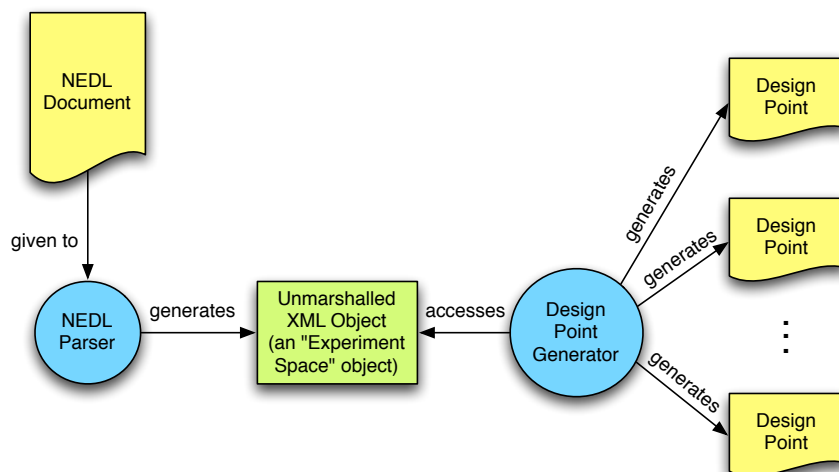 NEDL
Document
given to
NEDL
Parser
generates
Unmarshalled
XML Object
(an "Experiment
Space" object)
accesses
Design
Point
Generator
generates
generates
generates
Design
Point
Design
Point
Design
Point